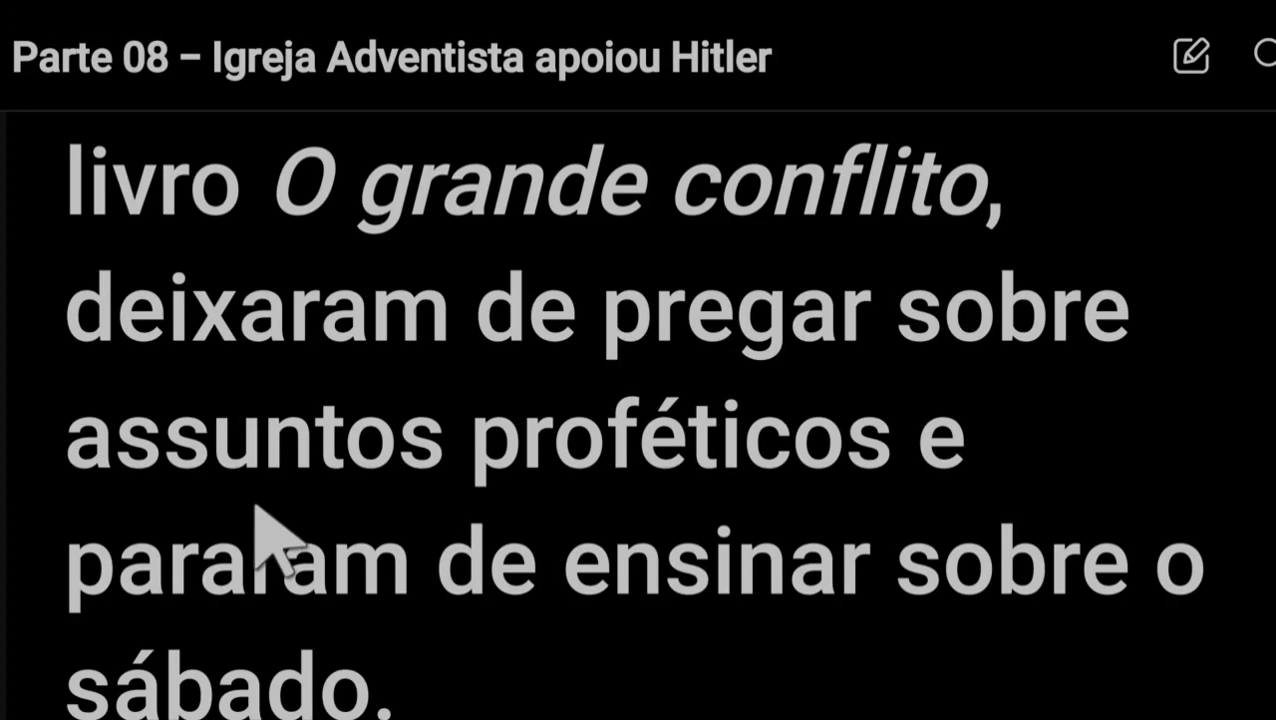 Parte 08 – Igreja Adventista apoiou Hitler
livro O grande conflito,
deixaram de pregar sobre
assuntos proféticos e
pararam de ensinar sobre o
sábado.